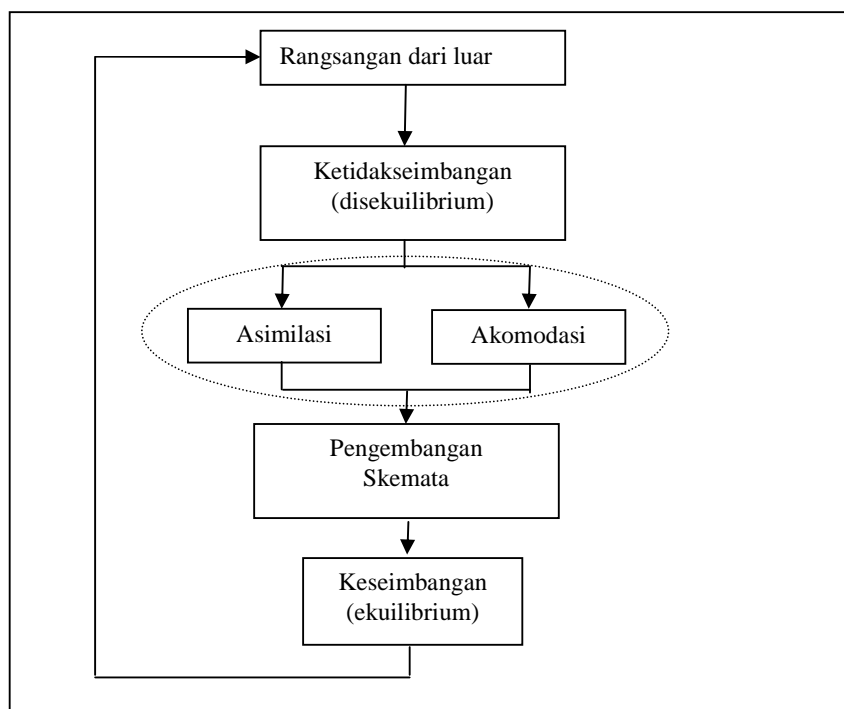 Rangsangan dari luar
Ketidakseimbangan
(disekuilibrium)
Asimilasi
Akomodasi
Pengembangan
Skemata
Keseimbangan
(ekuilibrium)